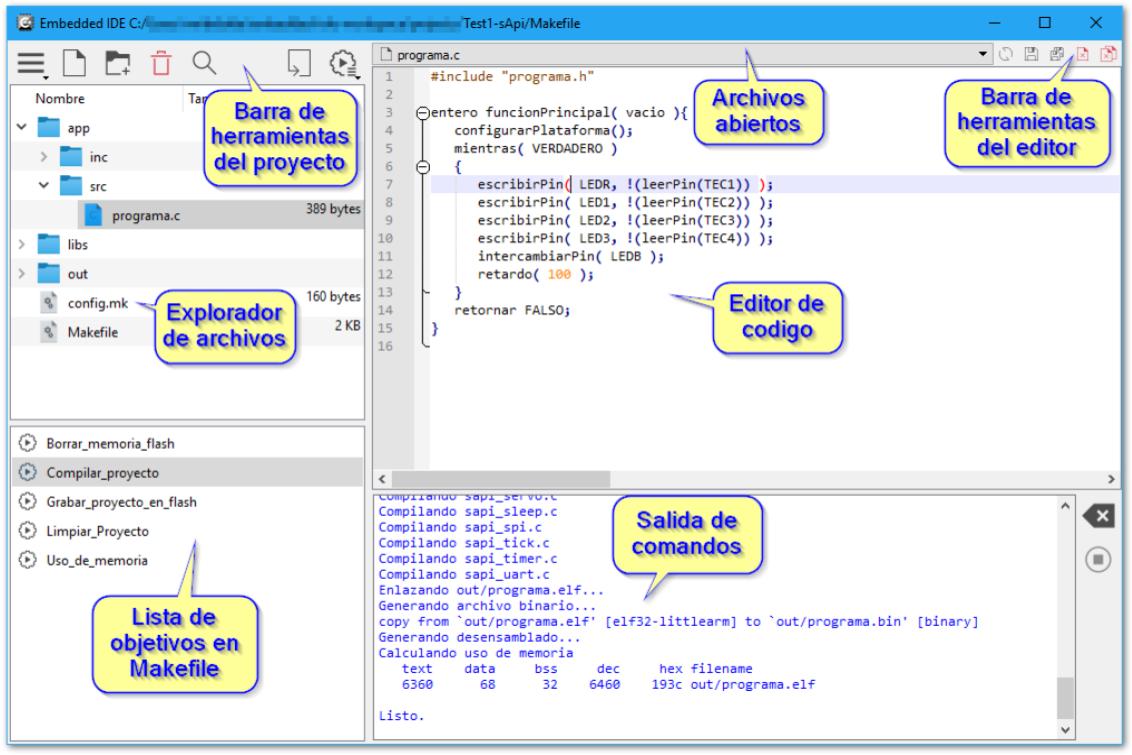 Embedded IDE C:/ /Test1-sApi/Makefile
programa.c
Nombre
Barra de
herramientas
del proyecto
app
inc
src
programa.c 389 bytes
libs
out
config.mk 160 bytes
Makefile 2 KB
Explorador
de archivos
Archivos
abiertos
Barra de
herramientas
del editor
1 #include "programa.h"
2
3 entero funcionPrincipal( vacio ){
4 configurarPlataforma();
5 mientras( VERDADERO )
6 {
7 escribirPin( LEDR, !(leerPin(TEC1)) );
8 escribirPin( LED1, !(leerPin(TEC2)) );
9 escribirPin( LED2, !(leerPin(TEC3)) );
10 escribirPin( LED3, !(leerPin(TEC4)) );
11 intercambiarPin( LEDB );
12 retardo( 100 );
13 }
14 retornar FALSO;
15 }
16
Editor de
codigo
Borrar_memoria_flash
Compilar_proyecto
Grabar_proyecto_en_flash
Limpiar_Proyecto
Uso_de_memoria
Lista de
objetivos en
Makefile
Compilando sapi_servo.c
Compilando sapi_sleep.c
Compilando sapi_spi.c
Compilando sapi_tick.c
Compilando sapi_timer.c
Compilando sapi_uart.c
Enlazando out/programa.elf...
Generando archivo binario...
copy from `out/programa.elf' [elf32-littlearm] to `out/programa.bin' [binary]
Generando desensamblado...
Calculando uso de memoria
text data bss dec hex filename
6360 68 32 6460 193c out/programa.elf
Listo.
Salida de
comandos